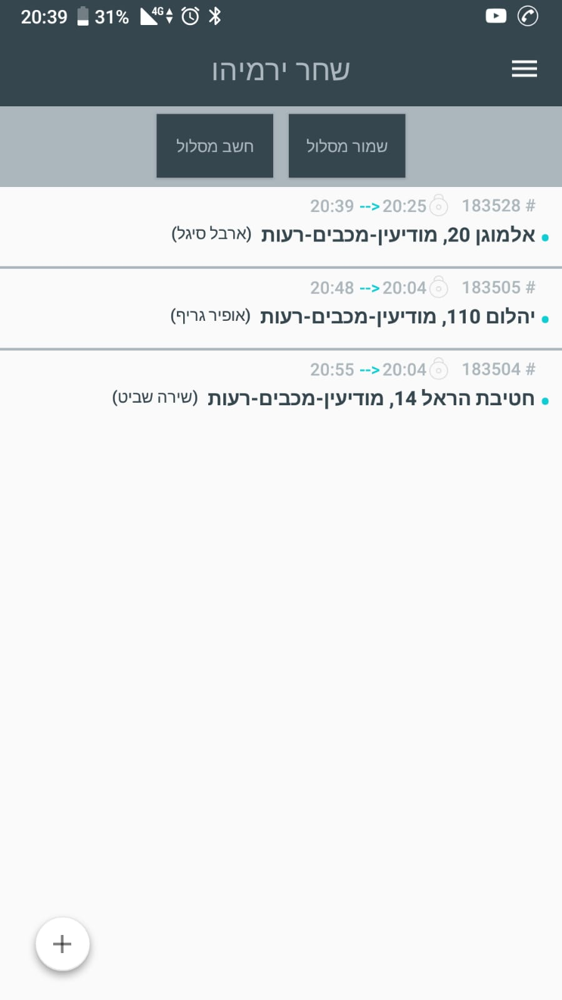 20:39 31% 4G
שחר ירמיהו
שמור מסלול
חשב מסלול
# 183528 20:25 --> 20:39
אלמוגן 20, מודיעין-מכבים-רעות (ארבל סיגל)
# 183505 20:04 --> 20:48
יהלום 110, מודיעין-מכבים-רעות (אופיר גריף)
# 183504 20:04 --> 20:55
חטיבת הראל 14, מודיעין-מכבים-רעות (שירה שביט)